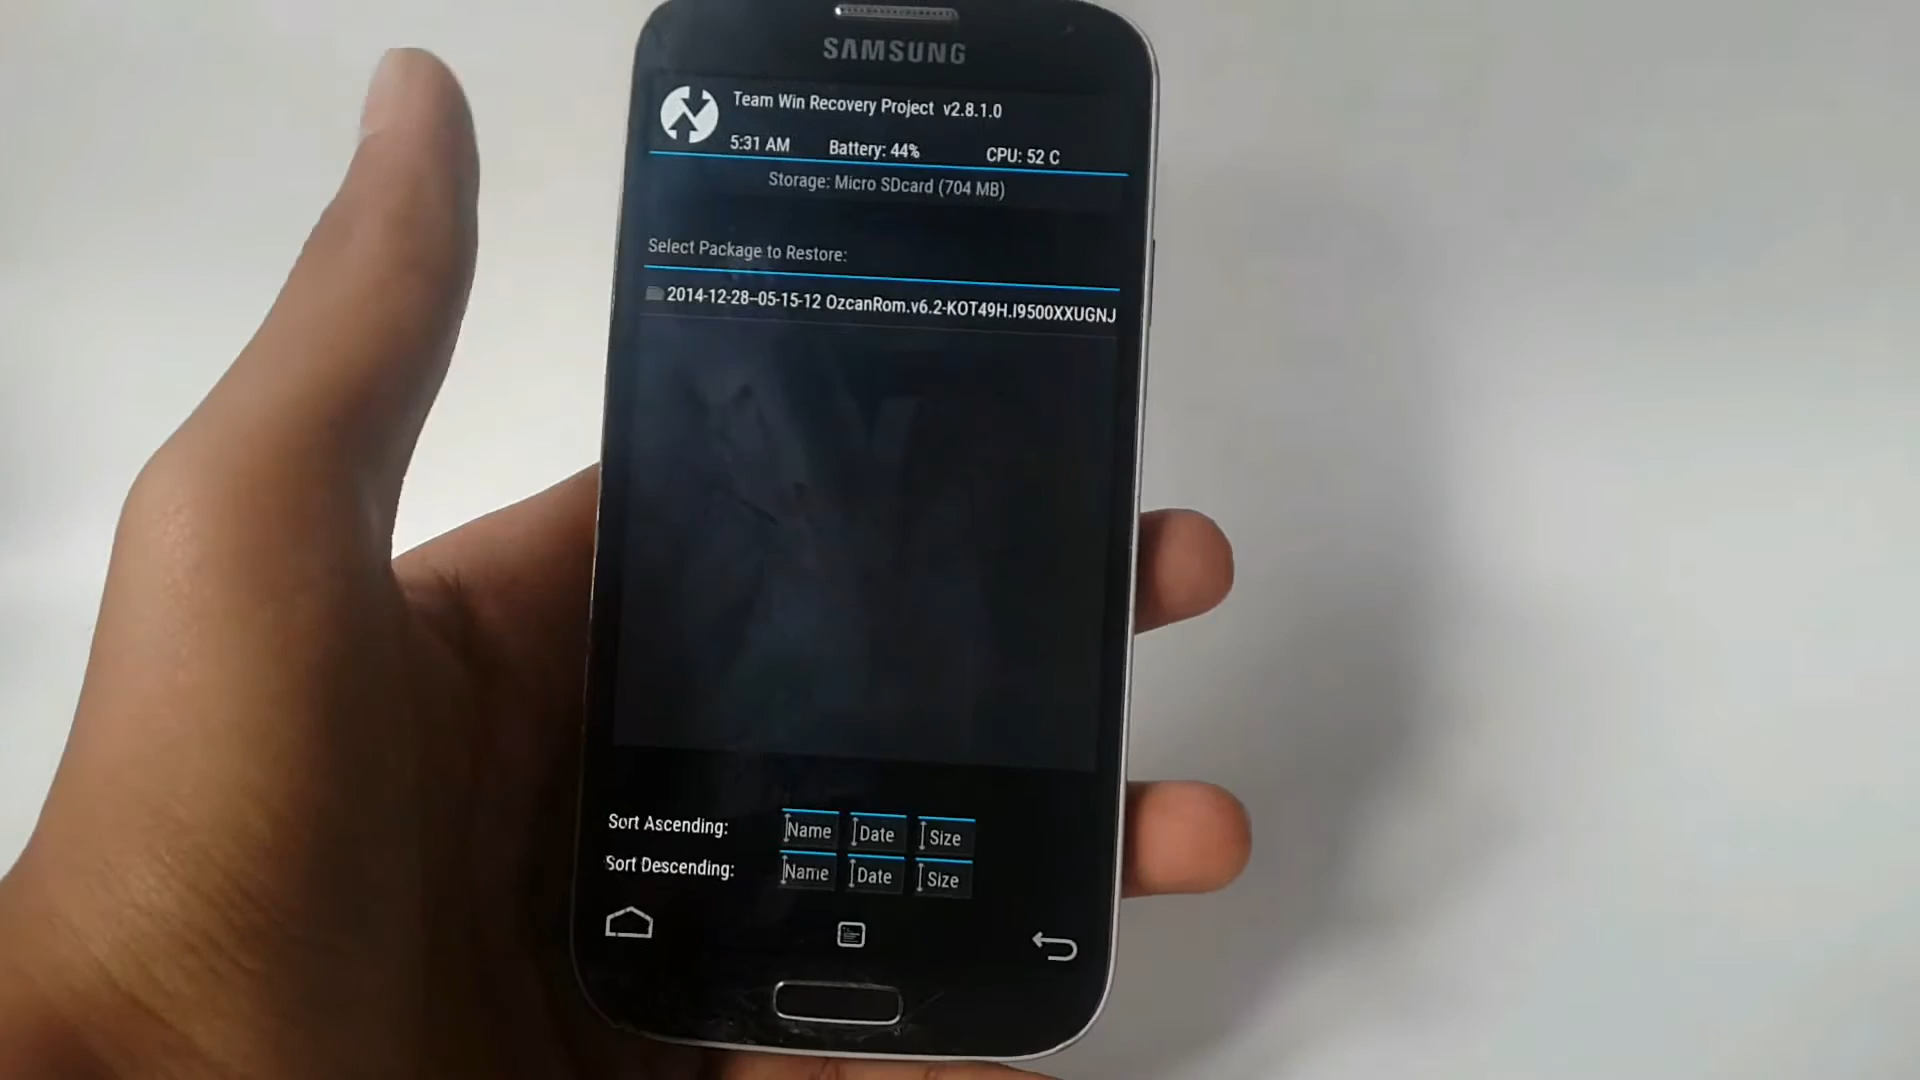 SAMSUNG
Team Win Recovery Project v2.8.1.0
5:31 AM Battery: 44% CPU: 52 C
Storage: Micro SDcard (704 MB)
Select Package to Restore:
2014-12-28--05-15-12 OzcanRom.v6.2-KOT49H.I9500XXUGNJ
Sort Ascending: Name Date Size
Sort Descending: Name Date Size